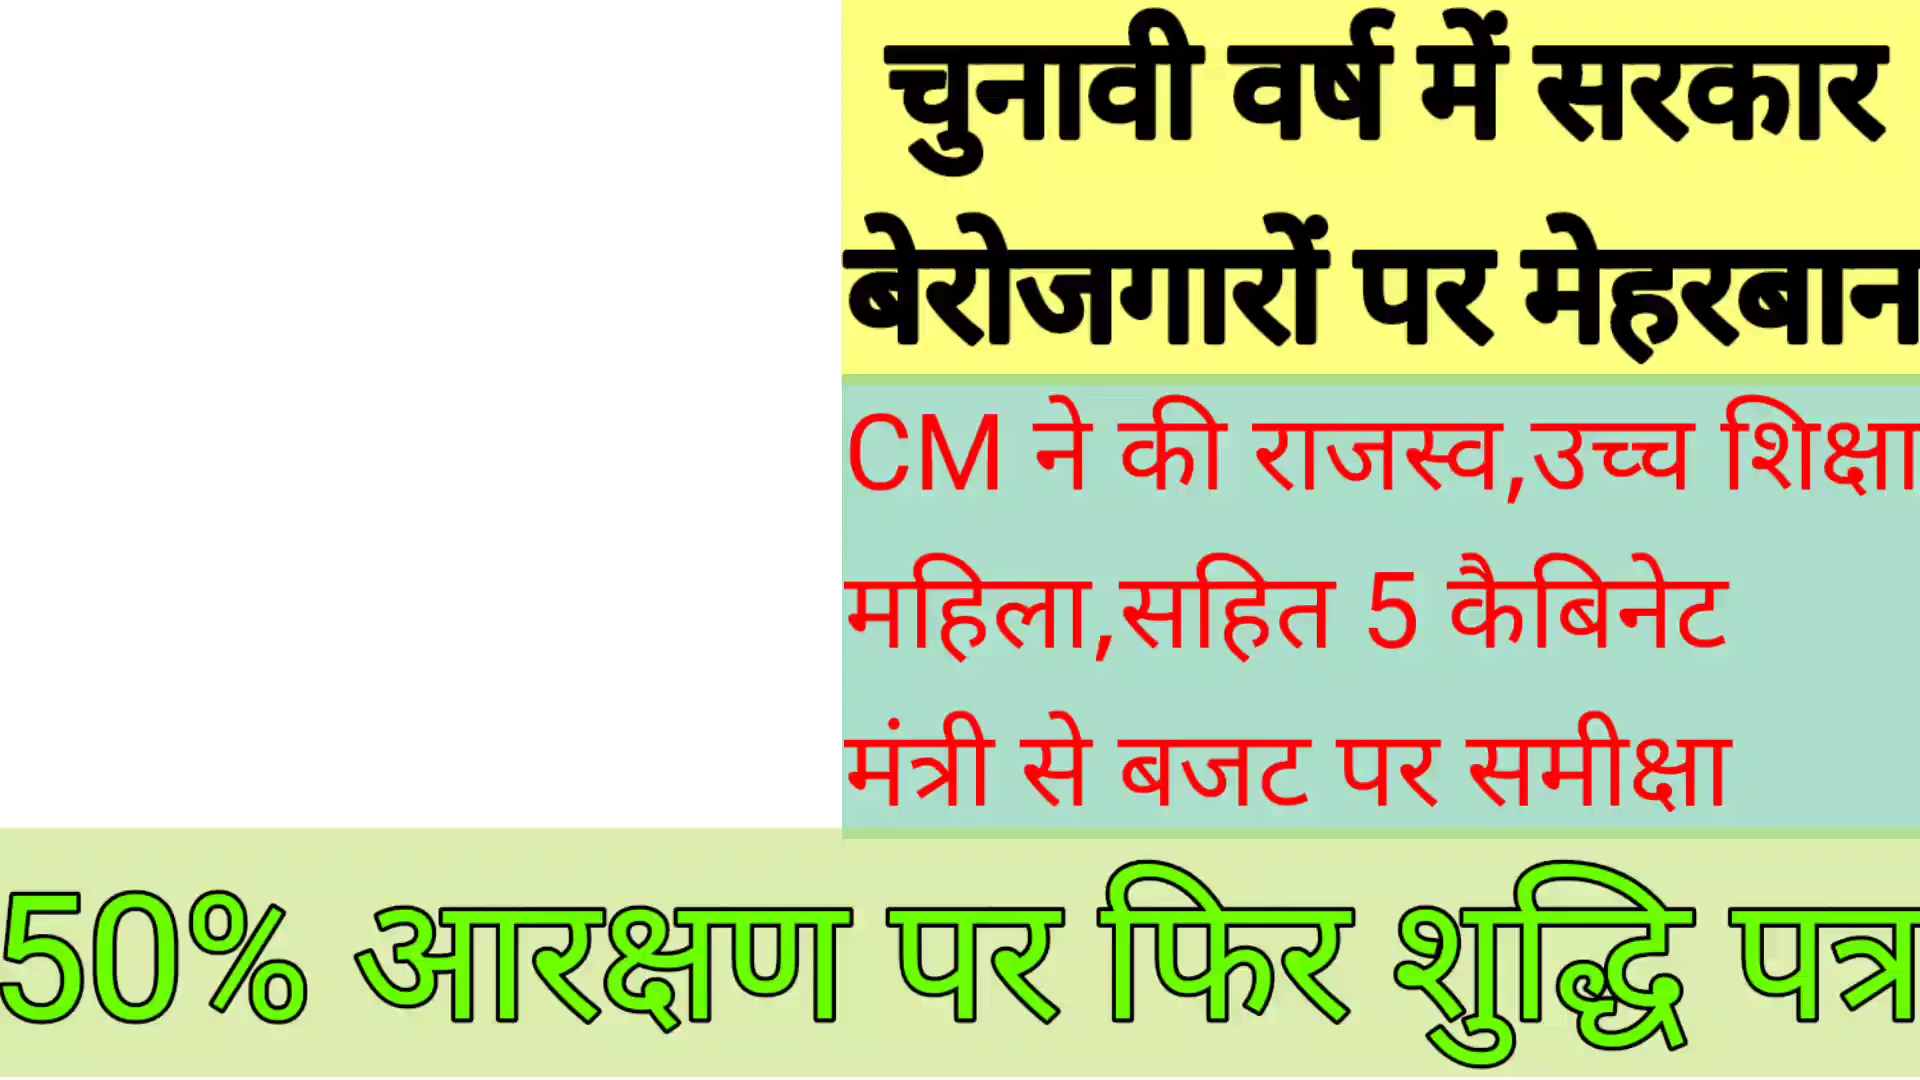 चुनावी वर्ष में सरकार
बेरोजगारों पर मेहरबान
CM ने की राजस्व,उच्च शिक्षा
महिला,सहित 5 कैबिनेट
मंत्री से बजट पर समीक्षा
50% आरक्षण पर फिर शुद्धि पत्र